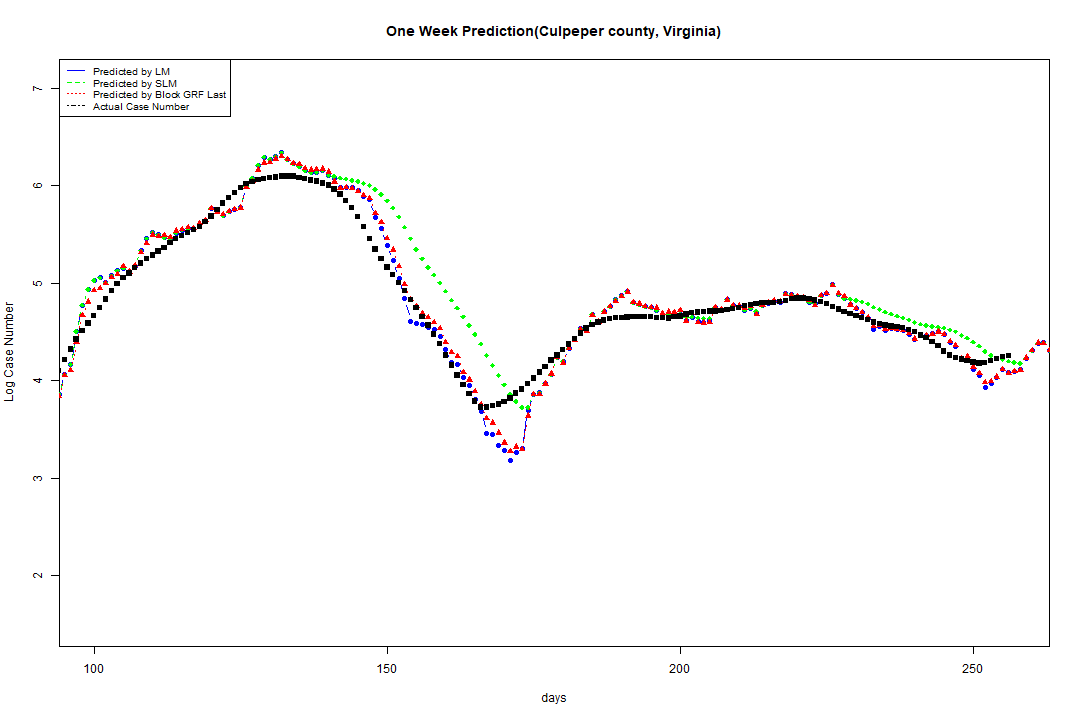 One Week Prediction(Culpeper county, Virginia)
Predicted by LM
Predicted by SLM
Predicted by Block GRF Last
Actual Case Number
7
6
5
4
3
2
Log Case Number
100 150 200 250
days